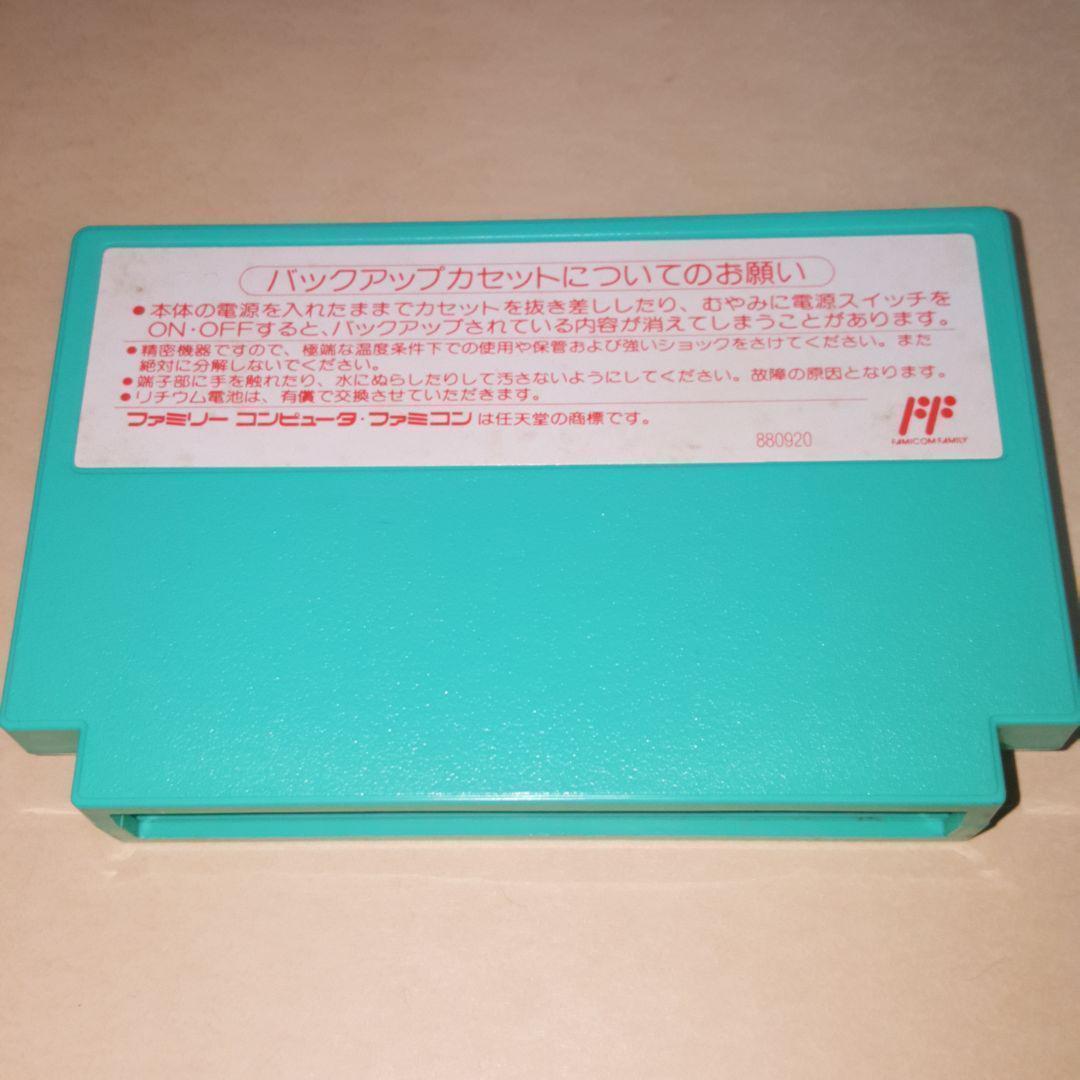 バックアップカセットについてのお願い
●本体の電源を入れたままでカセットを抜き差ししたり、むやみに電源スイッチを
ON・OFFすると、バックアップされている内容が消えてしまうことがあります。
●精密機器ですので、極端な温度条件下での使用や保管および強いショックをさけてください。また
絶対に分解しないでください。
●端子部に手を触れたり、水にぬらしたりして汚さないようにしてください。故障の原因となります。
●リチウム電池は、有償で交換させていただきます。
ファミリー コンピュータ・ファミコン は任天堂の商標です。
880920
FAMICOM FAMILY